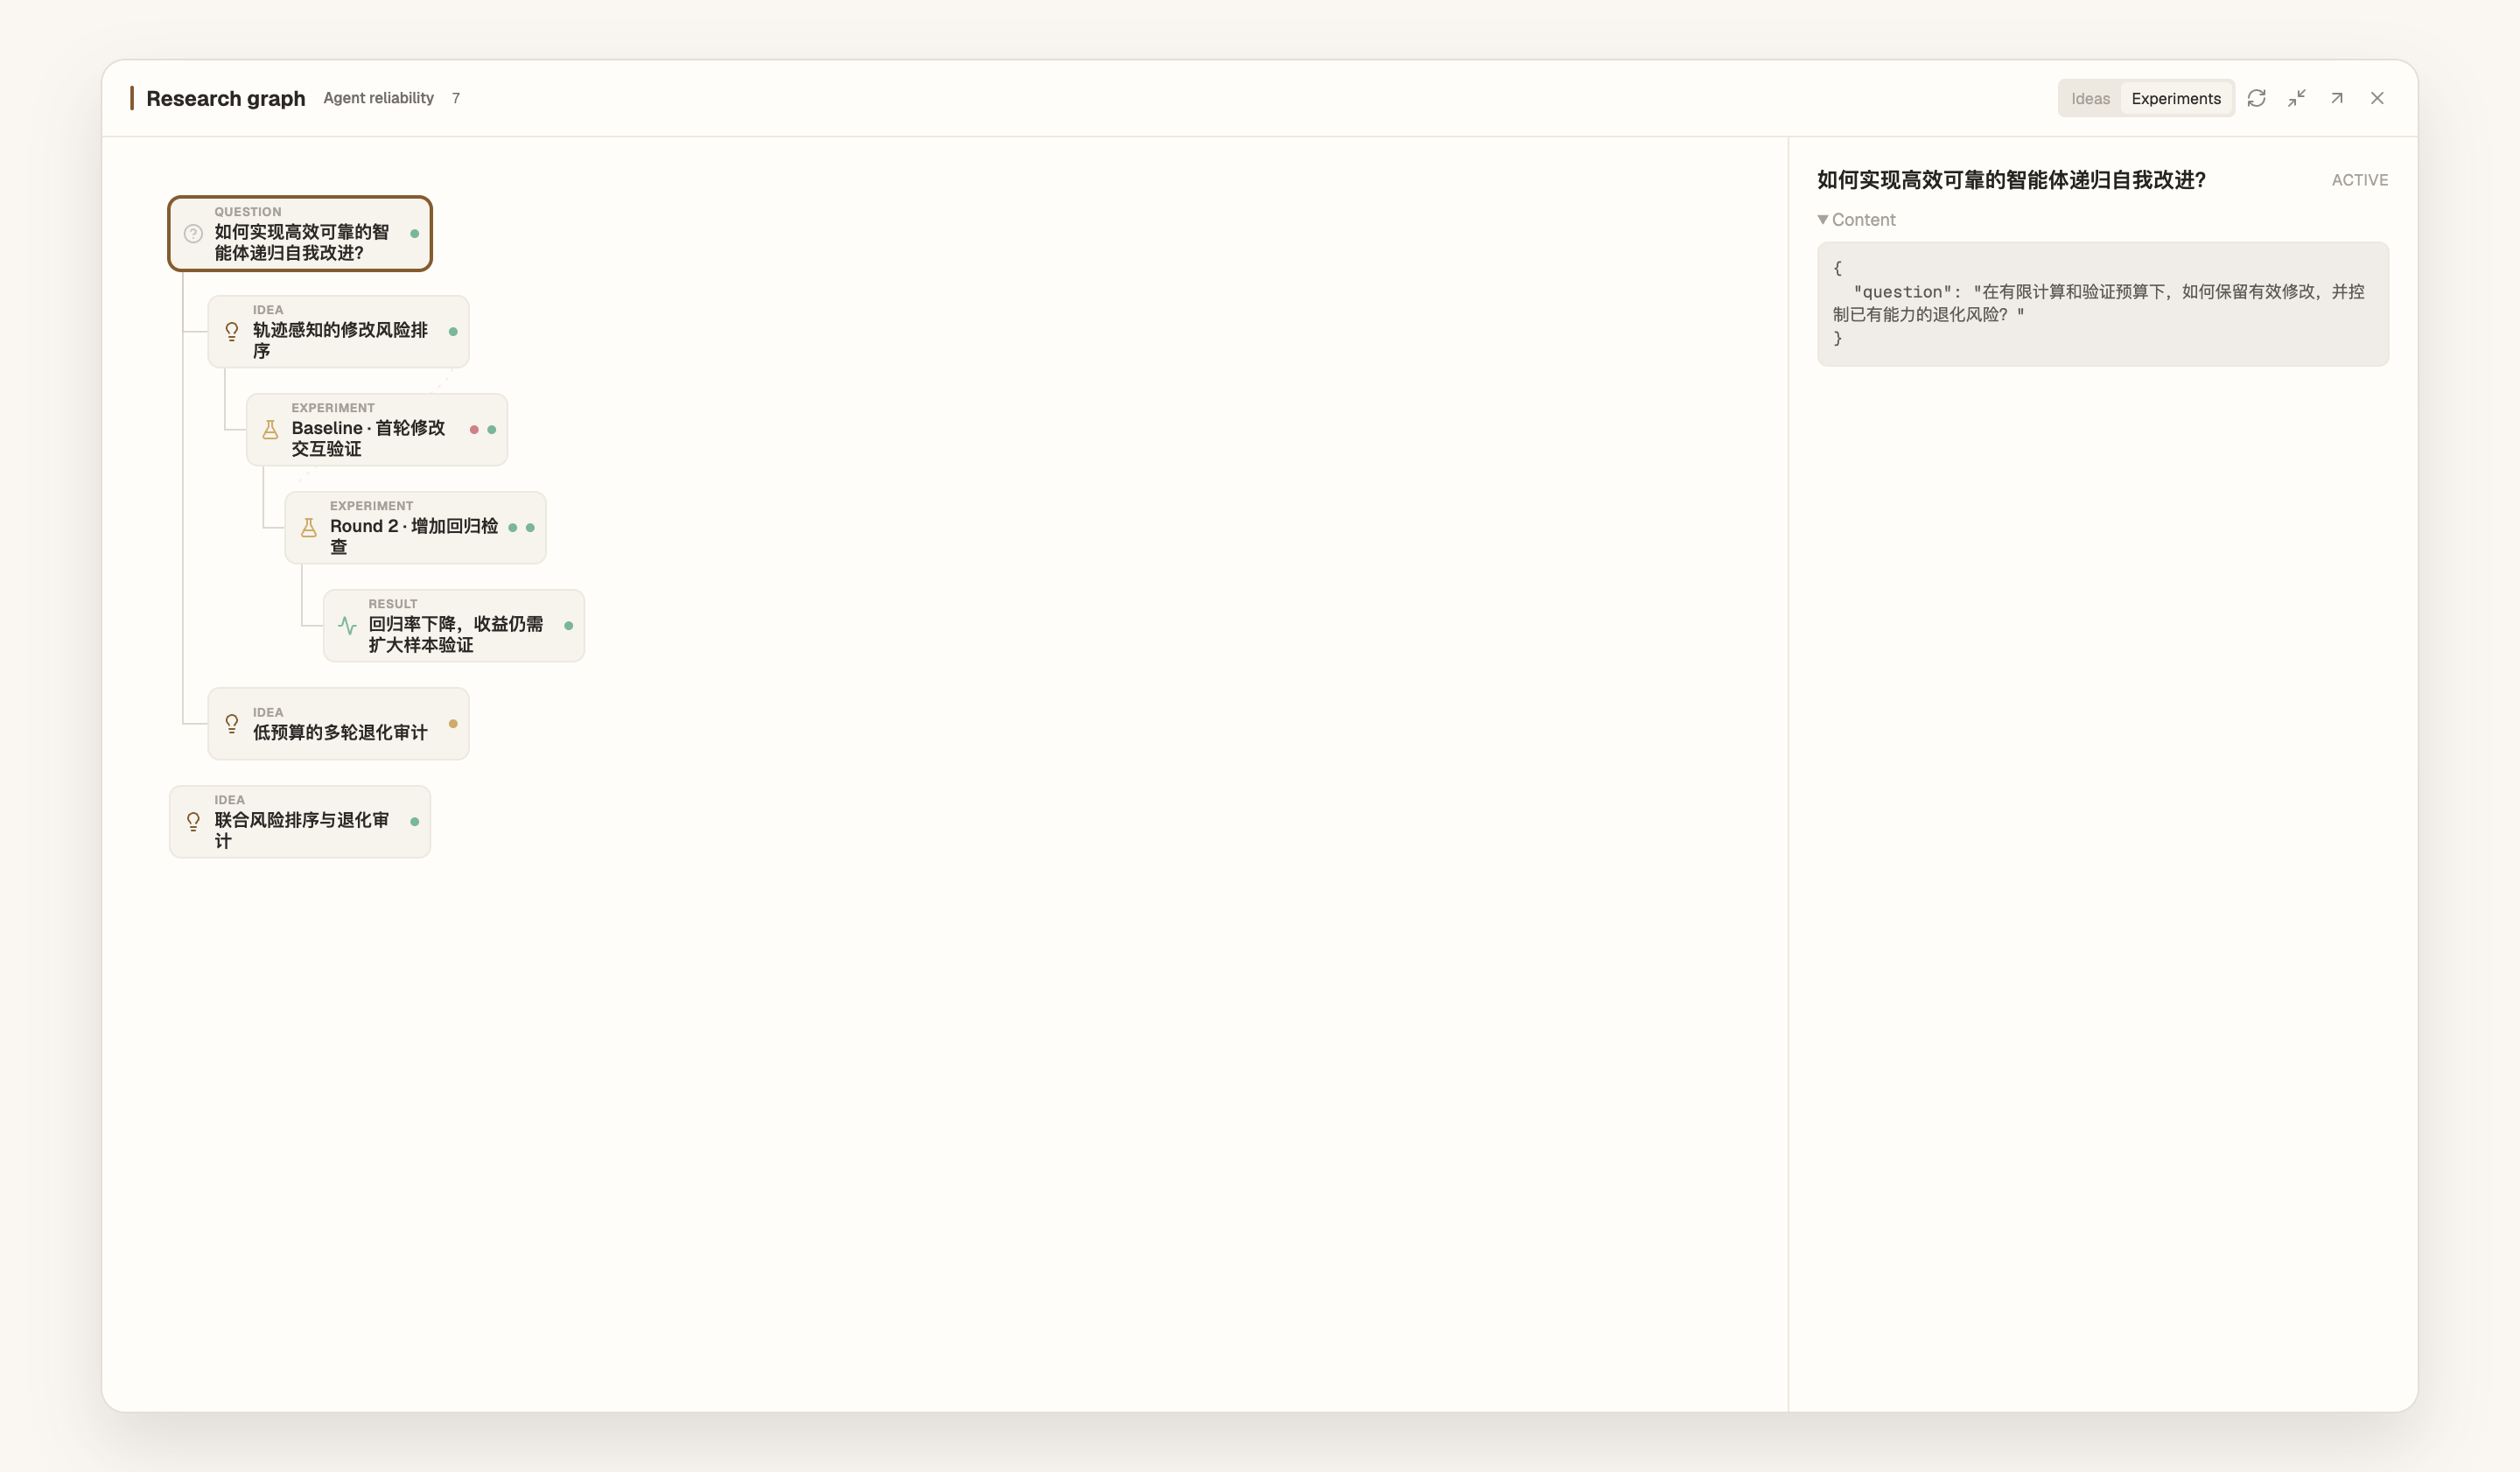 Research graph Agent reliability 7
Ideas Experiments
QUESTION
如何实现高效可靠的智
能体递归自我改进？
IDEA
轨迹感知的修改风险排
序
EXPERIMENT
Baseline · 首轮修改
交互验证
EXPERIMENT
Round 2 · 增加回归检
查
RESULT
回归率下降，收益仍需
扩大样本验证
IDEA
低预算的多轮退化审计
IDEA
联合风险排序与退化审
计
如何实现高效可靠的智能体递归自我改进？ ACTIVE
Content
{
"question": "在有限计算和验证预算下，如何保留有效修改，并控
制已有能力的退化风险？"
}